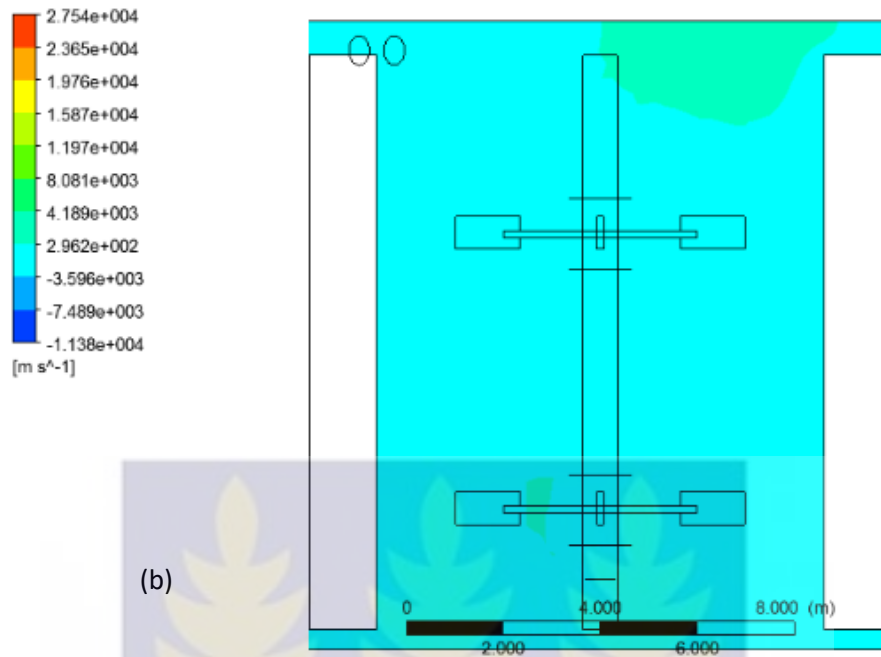 2.754e+004
2.365e+004
1.976e+004
1.587e+004
1.197e+004
8.081e+003
4.189e+003
2.962e+002
-3.596e+003
-7.489e+003
-1.138e+004
[m s^-1]
(b)
0 4.000 8.000 (m)
2.000 6.000